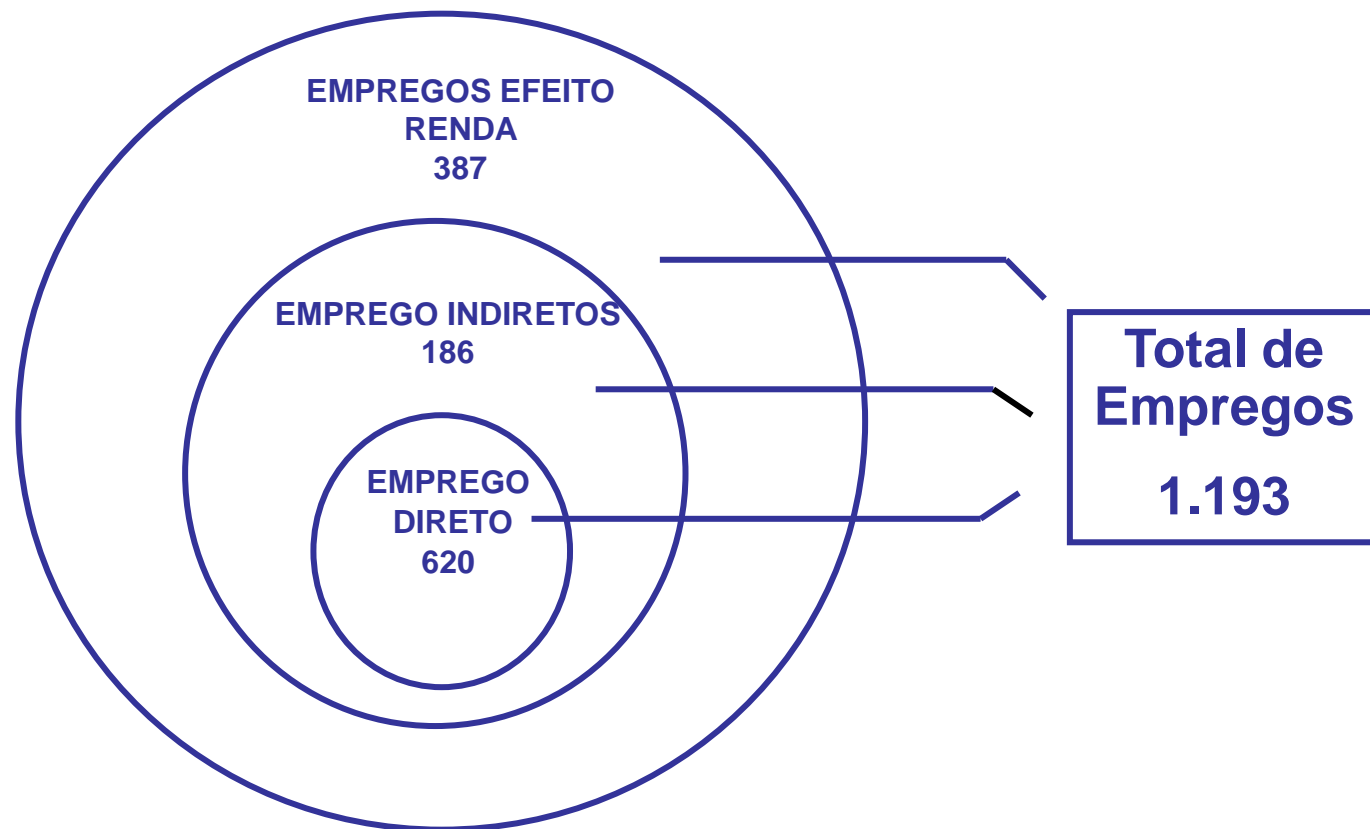 EMPREGOS EFEITO
RENDA
387
EMPREGO INDIRETOS
186
EMPREGO
DIRETO
620
Total de
Empregos
1.193